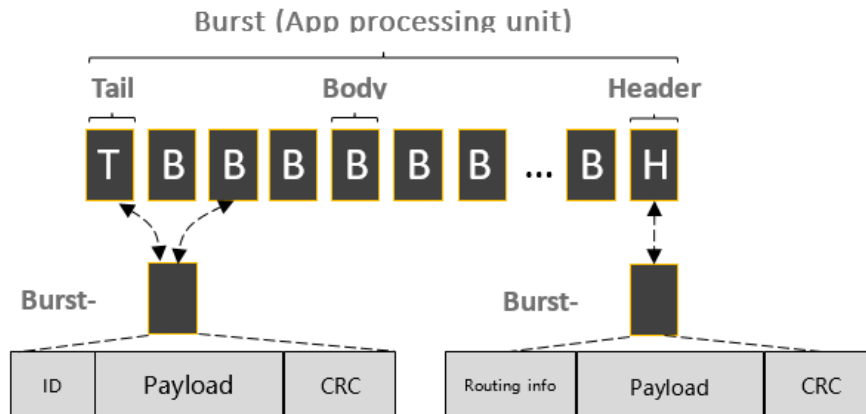 Burst (App processing unit)
Tail Body Header
T B B B B B B ... B H
Burst- Burst-
ID Payload CRC Routing info Payload CRC